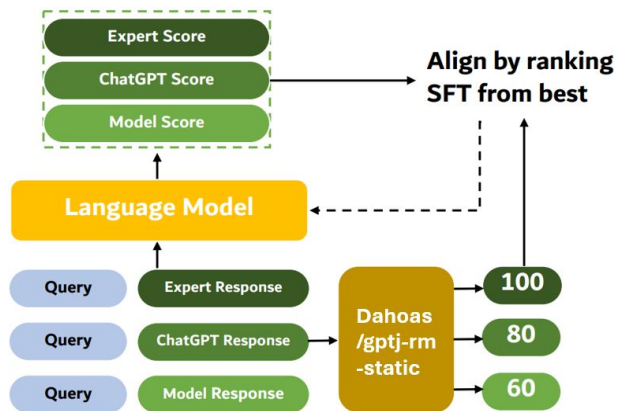 Expert Score
ChatGPT Score
Model Score
Align by ranking
SFT from best
Language Model
Query
Expert Response
Query
ChatGPT Response
Query
Model Response
Dahoas
/gptj-rm
-static
100
80
60